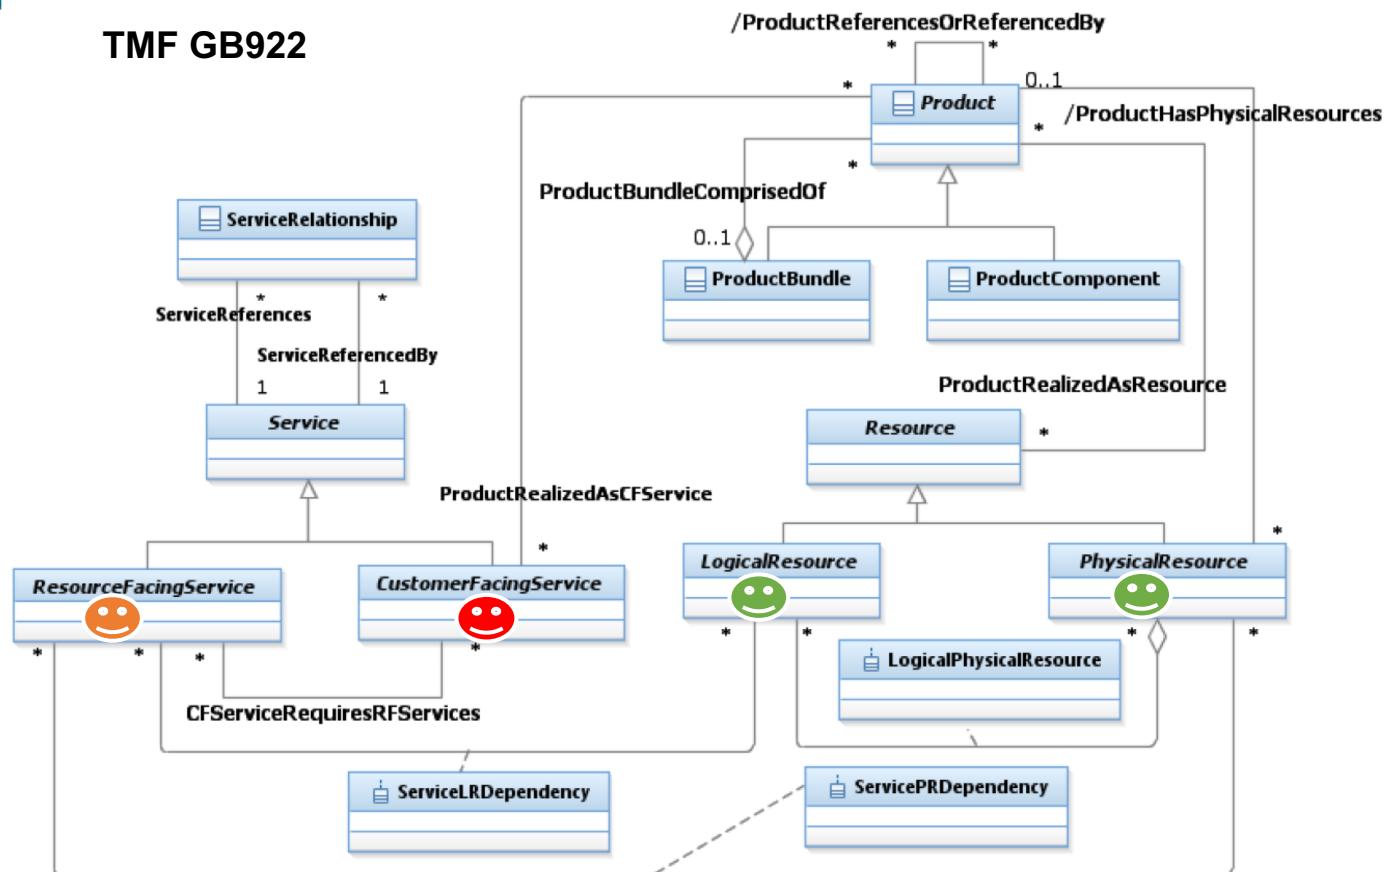 TMF GB922
/ProductReferencesOrReferencedBy
* *
* Product 0..1
/ProductHasPhysicalResources
*
*
ProductBundleComprisedOf
ServiceRelationship
0..1
ProductBundle
ProductComponent
* *
ServiceReferences
ServiceReferencedBy
1 1
ProductRealizedAsResource
Service
Resource
*
ProductRealizedAsCFService
*
*
LogicalResource
PhysicalResource
ResourceFacingService
CustomerFacingService
* * * *
* * * *
LogicalPhysicalResource
CFServiceRequiresRFServices
ServiceLRDependency
ServicePRDependency